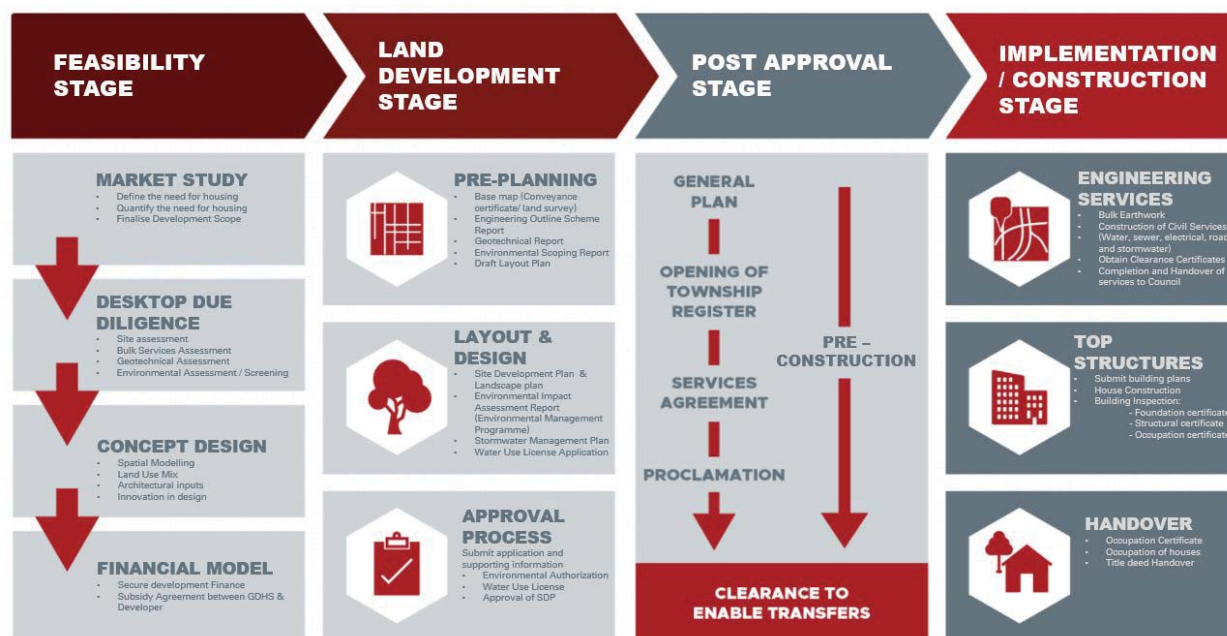 FEASIBILITY
STAGE
LAND
DEVELOPMENT
STAGE
POST APPROVAL
STAGE
IMPLEMENTATION
/ CONSTRUCTION
STAGE
MARKET STUDY
- Define the need for housing
- Quantify the need for housing
- Finalise Development Scope
DESKTOP DUE
DILIGENCE
- Site assessment
- Bulk Services Assessment
- Geotechnical Assessment
- Environmental Assessment / Screening
CONCEPT DESIGN
- Spatial Modelling
- Land Use Mix
- Architectural inputs
- Innovation in design
FINANCIAL MODEL
- Secure development Finance
- Subsidy Agreement between GDHS &
Developer
PRE-PLANNING
- Base map (Conveyance
certificate/ land survey)
- Engineering Outline Scheme
Report
- Geotechnical Report
- Environmental Scoping Report
- Draft Layout Plan
LAYOUT &
DESIGN
- Site Development Plan &
Landscape plan
- Environmental Impact
Assessment Report
(Environmental Management
Programme)
- Stormwater Management Plan
- Water Use License Application
APPROVAL
PROCESS
Submit application and
supporting information
- Environmental Authorization
- Water Use License
- Approval of SDP
GENERAL
PLAN
OPENING OF
TOWNSHIP
REGISTER
SERVICES
AGREEMENT
PROCLAMATION
PRE –
CONSTRUCTION
CLEARANCE TO
ENABLE TRANSFERS
ENGINEERING
SERVICES
- Bulk Earthwork
- Construction of Civil Services
- (Water, sewer, electrical, road
and stormwater)
- Obtain Clearance Certificates
- Completion and Handover of
services to Council
TOP
STRUCTURES
- Submit building plans
- House Construction
- Building Inspection:
- Foundation certificate
- Structural certificate
- Occupation certificate
HANDOVER
- Occupation Certificate
- Occupation of houses
- Title deed Handover